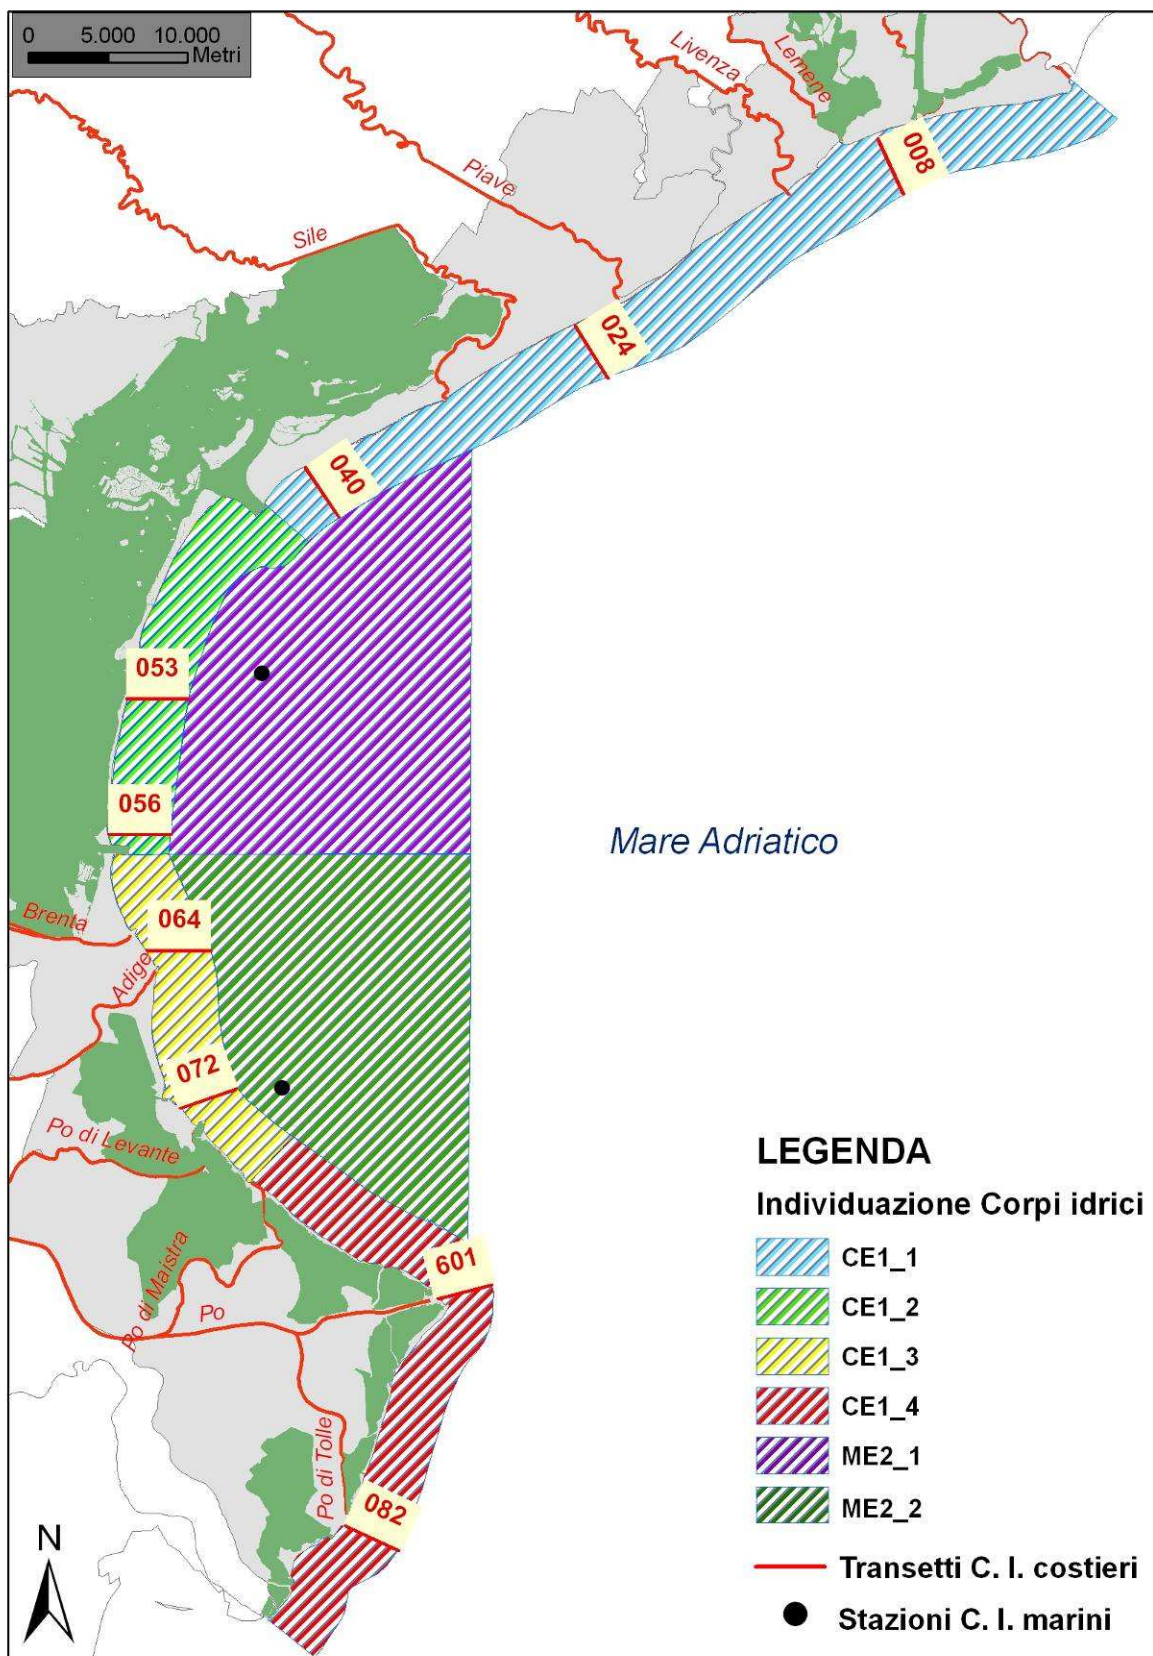 0 5.000 10.000
Metri
Livenza
Lemene
008
Piave
Sile
024
040
053
056
Mare Adriatico
064
Brenta
Adige
072
Po di Levante
601
Po di Maistra
Po
Po di Tolle
082
N
LEGENDA
Individuazione Corpi idrici
CE1_1
CE1_2
CE1_3
CE1_4
ME2_1
ME2_2
Transetti C. I. costieri
Stazioni C. I. marini